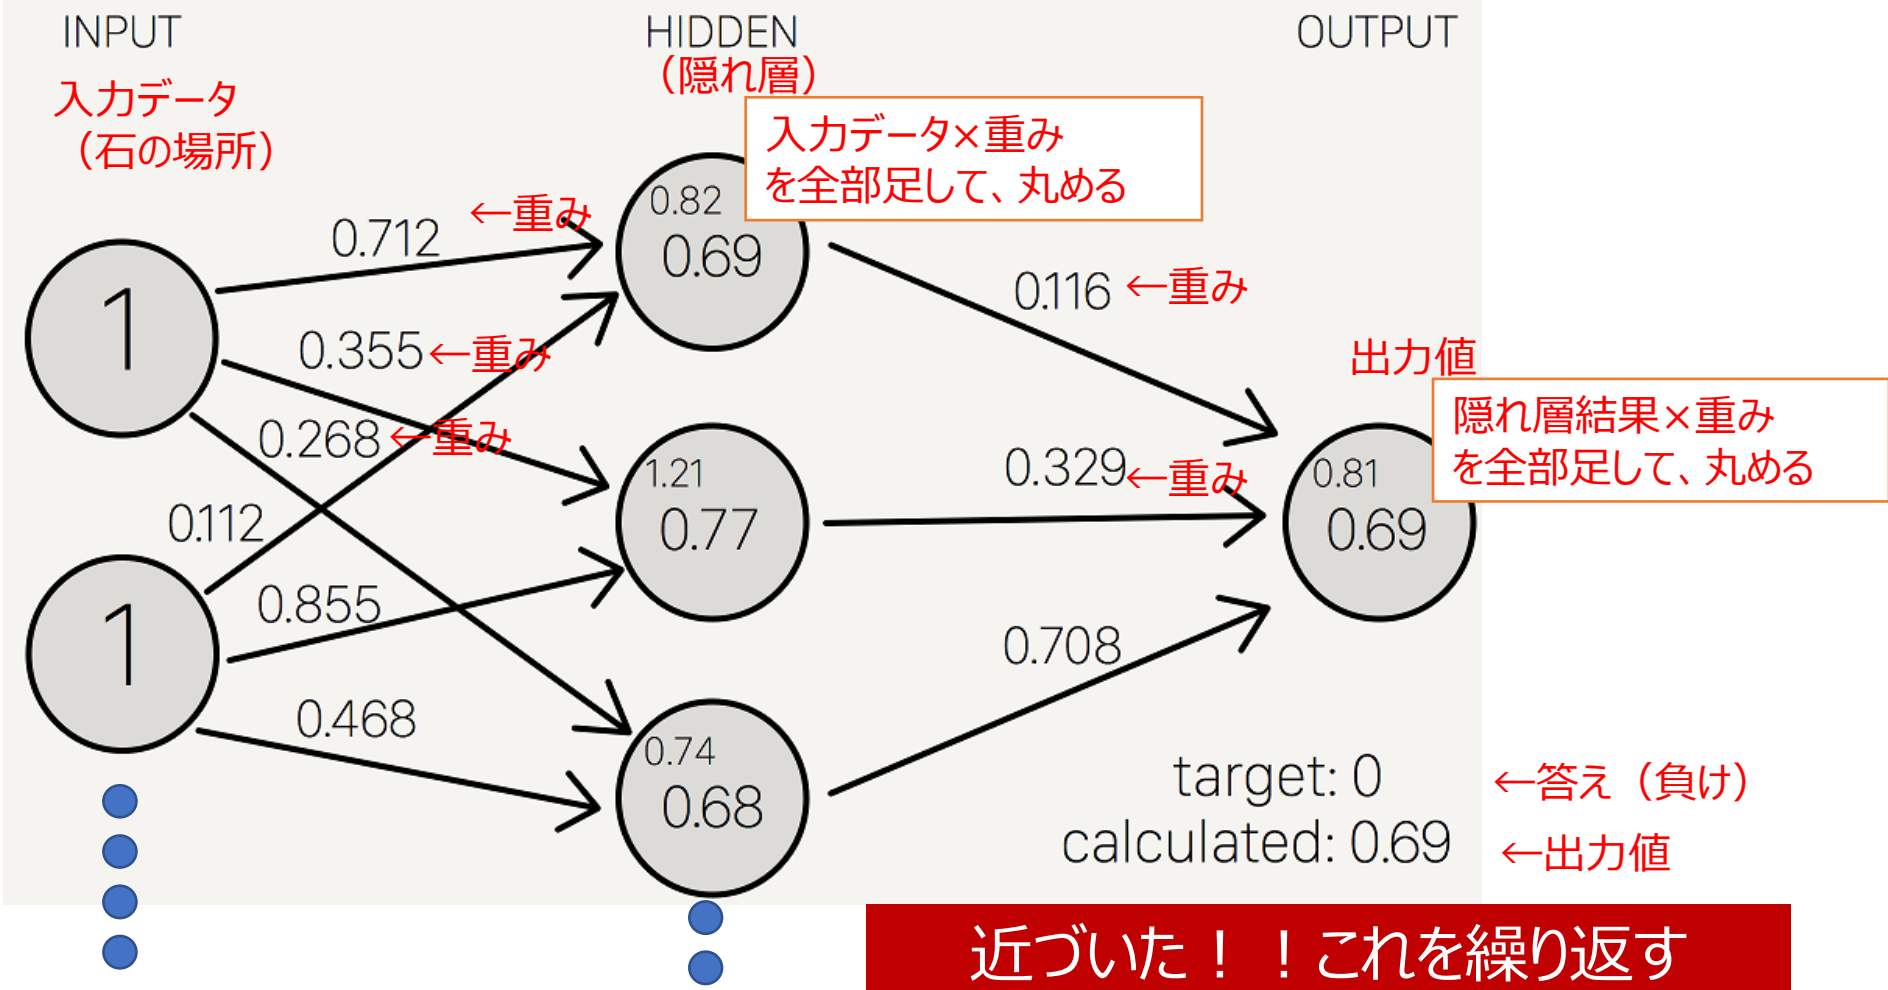 INPUT
HIDDEN
OUTPUT
入力データ
（石の場所）
（隠れ層）
入力データ×重み
を全部足して、丸める
0.712
←重み
0.82
0.69
1
0.355
←重み
0.116
←重み
0.268
←重み
出力値
隠れ層結果×重み
を全部足して、丸める
0.112
1.21
0.77
0.329
←重み
0.81
0.69
1
0.855
0.468
0.708
0.74
0.68
target: 0
←答え（負け）
calculated: 0.69
←出力値
近づいた！！これを繰り返す